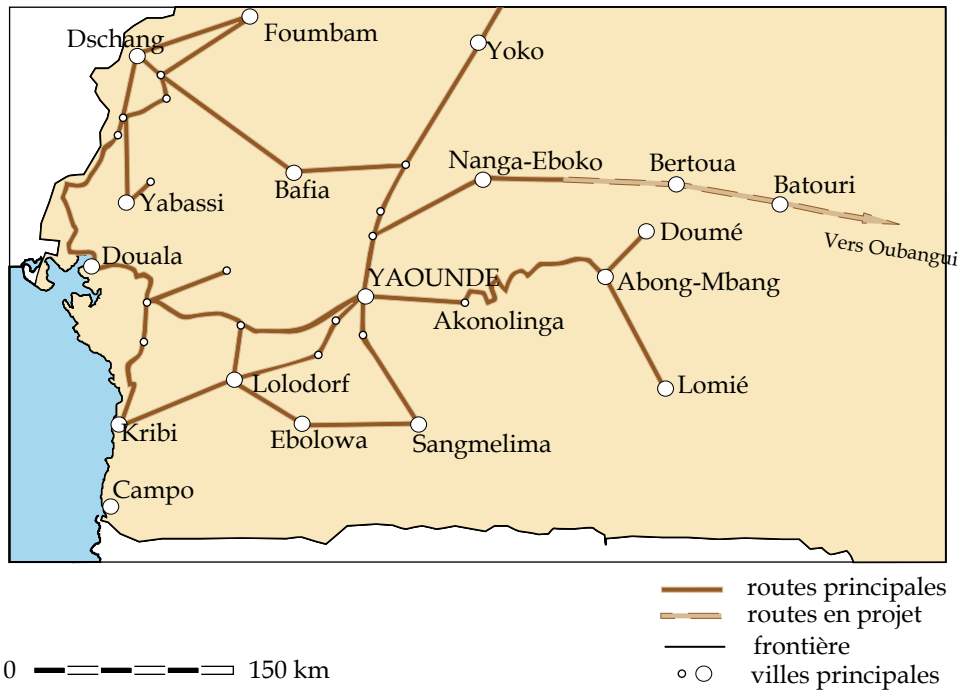 Foumbam
Dschang
Yoko
Nanga-Eboko
Bertoua
Bafia
Batouri
Yabassi
Doumé
Vers Oubangui
Douala
YAOUNDE
Abong-Mbang
Akonolinga
Lolodorf
Lomié
Kribi
Ebolowa
Sangmelima
Campo
routes principales
routes en projet
frontière
villes principales
0 150 km